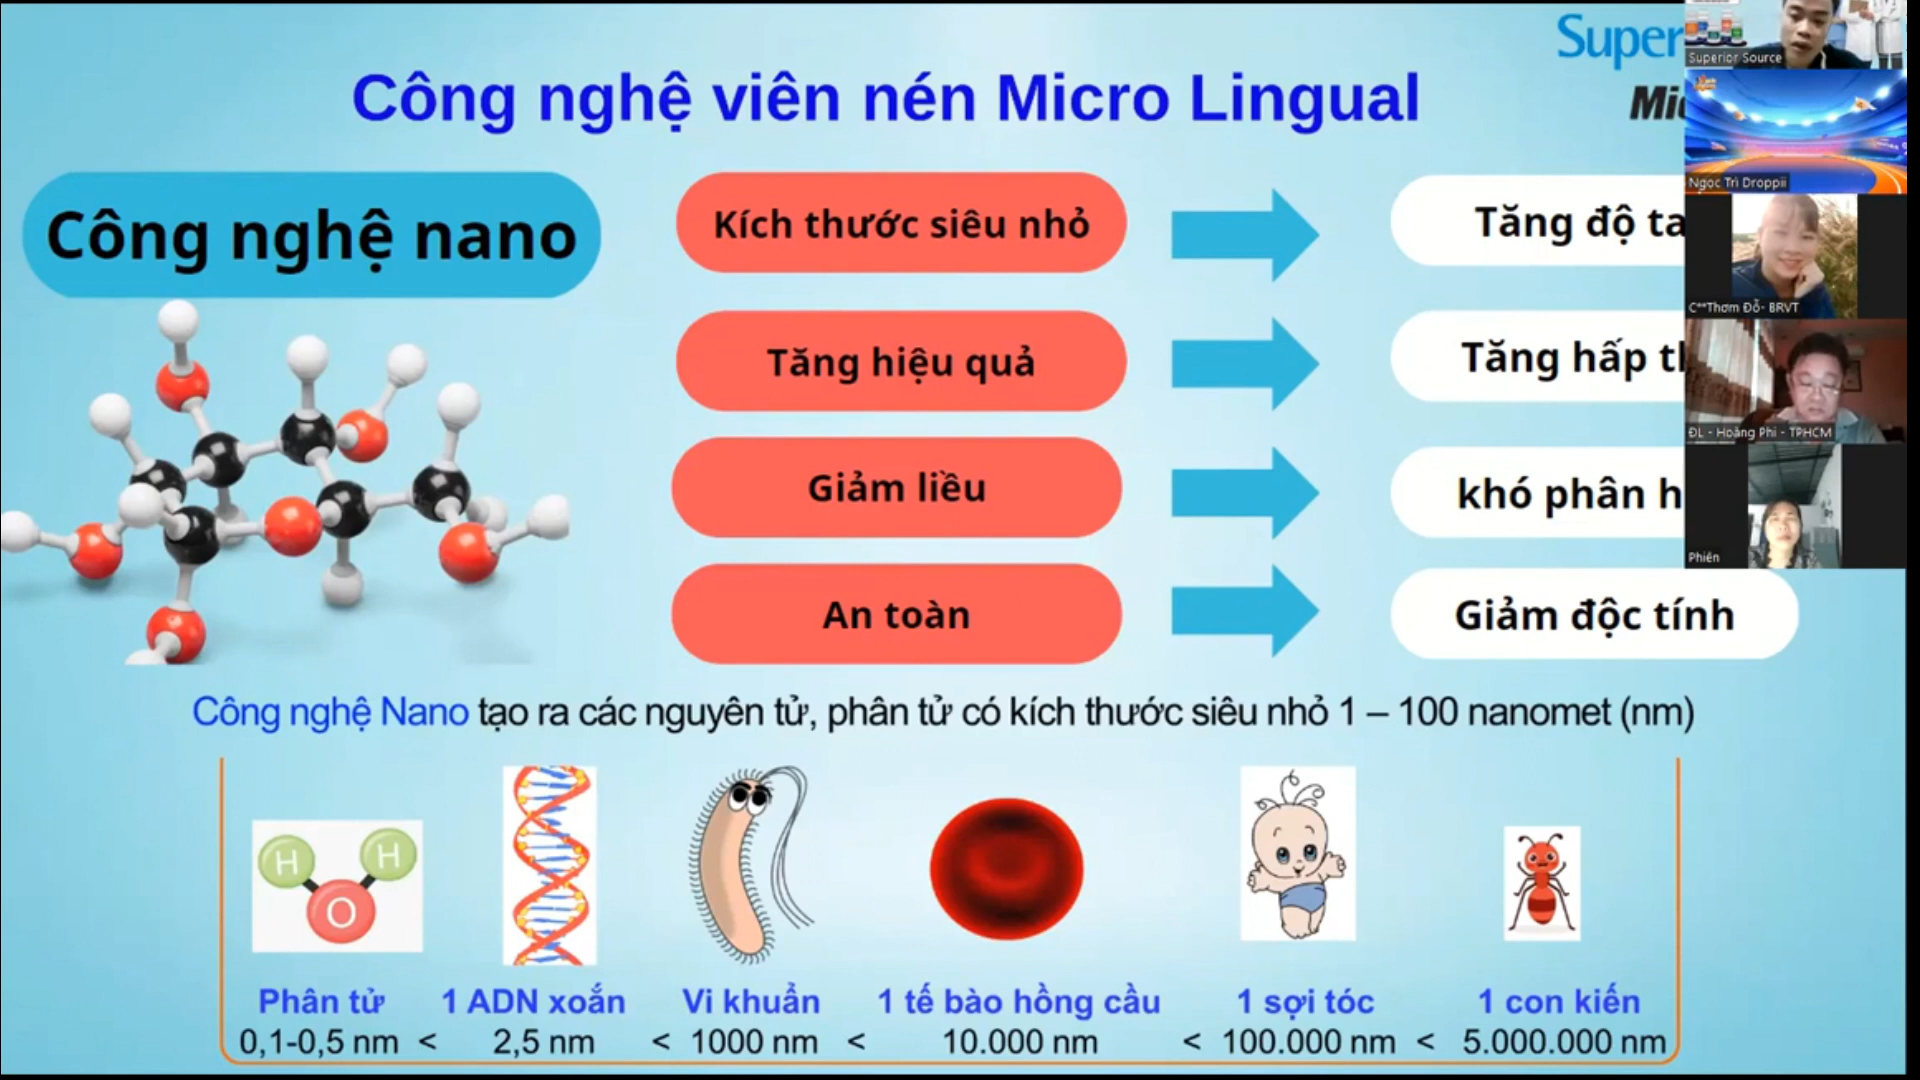 Super
Công nghệ viên nén Micro Lingual
Công nghệ nano
Kích thước siêu nhỏ
Tăng độ
Tăng hiệu quả
Tăng hấp
Giảm liều
khó phân
An toàn
Giảm độc tính
Công nghệ Nano tạo ra các nguyên tử, phân tử có kích thước siêu nhỏ 1 – 100 nanomet (nm)
H H
O
Phân tử 1 ADN xoắn Vi khuẩn 1 tế bào hồng cầu 1 sợi tóc 1 con kiến
0,1-0,5 nm < 2,5 nm < 1000 nm < 10.000 nm < 100.000 nm < 5.000.000 nm
Superior Source
Ngọc Trì Droppii
C**Thơm Đỗ- BRVT
ĐL - Hoàng Phi - TPHCM
Phiên